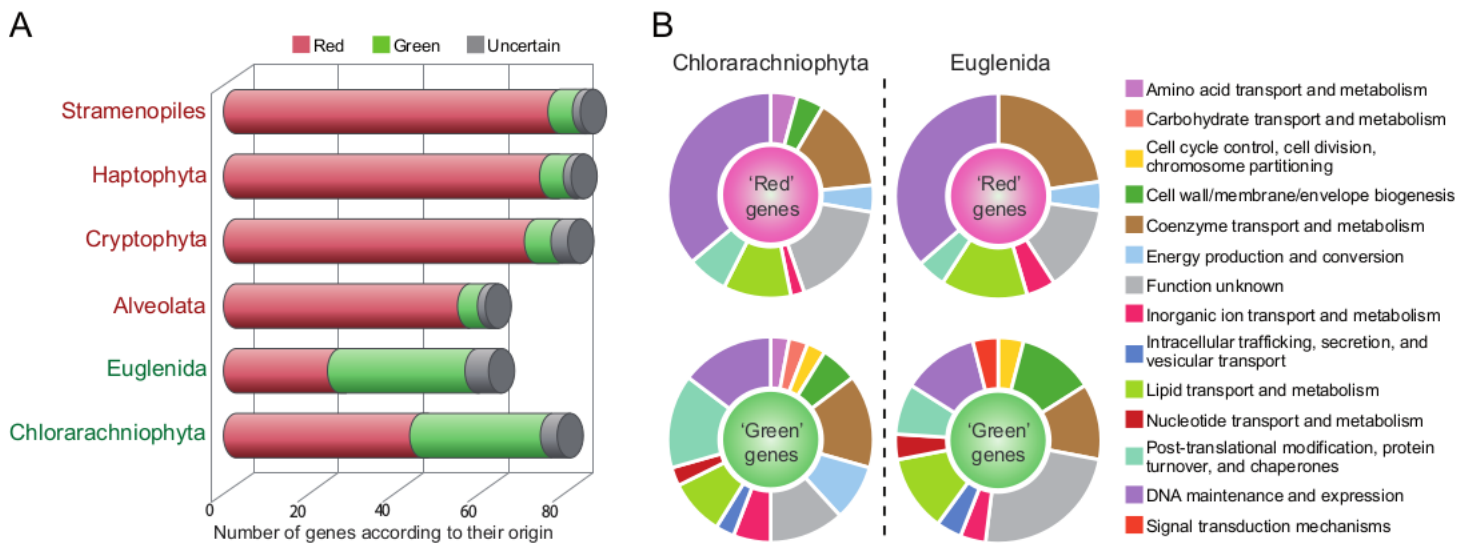 A
Red
Green
Uncertain
Stramenopiles
Haptophyta
Cryptophyta
Alveolata
Euglenida
Chlorarachniophyta
0
20
40
60
80
Number of genes according to their origin
B
Chlorarachniophyta
Euglenida
‘Red’
genes
‘Red’
genes
‘Green’
genes
‘Green’
genes
Amino acid transport and metabolism
Carbohydrate transport and metabolism
Cell cycle control, cell division,
chromosome partitioning
Cell wall/membrane/envelope biogenesis
Coenzyme transport and metabolism
Energy production and conversion
Function unknown
Inorganic ion transport and metabolism
Intracellular trafficking, secretion, and
vesicular transport
Lipid transport and metabolism
Nucleotide transport and metabolism
Post-translational modification, protein
turnover, and chaperones
DNA maintenance and expression
Signal transduction mechanisms